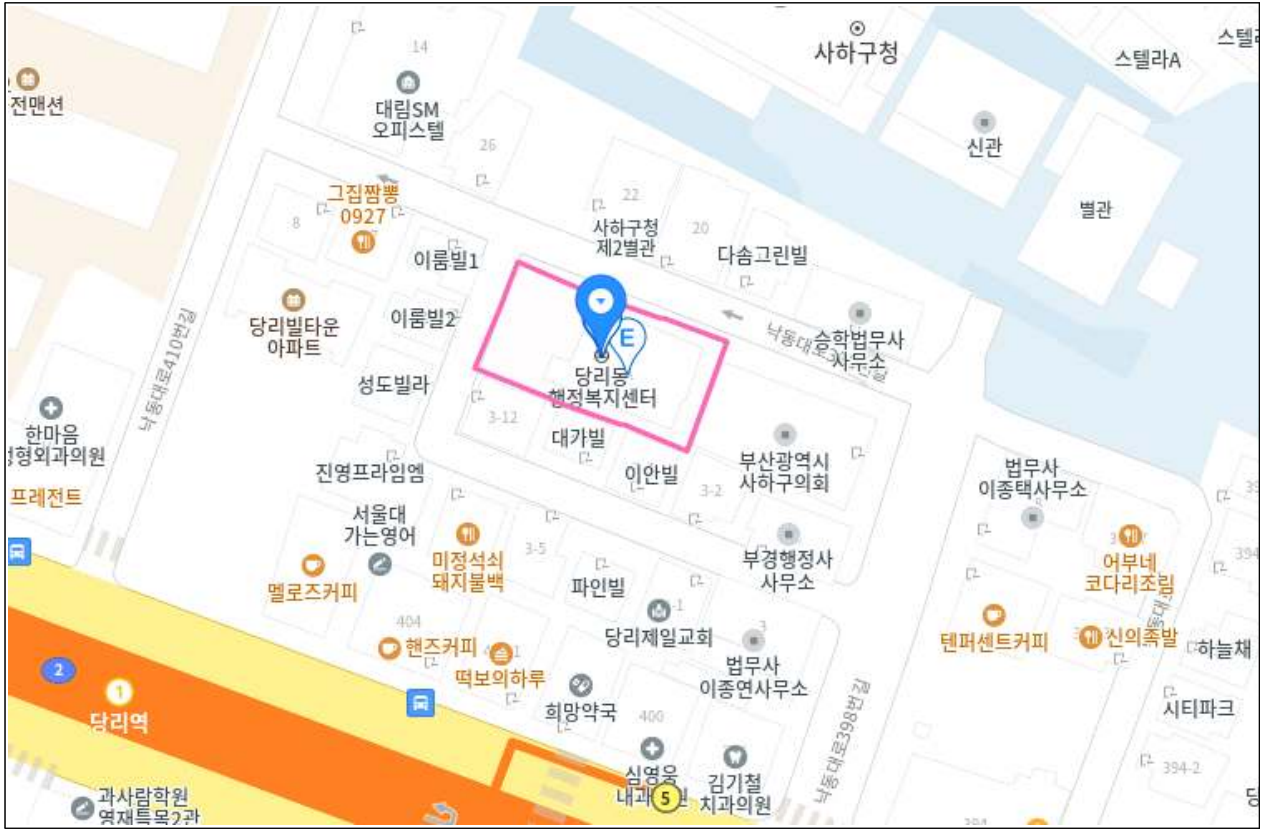 14
사하구청
스텔라A
전맨션
대림SM
오피스텔
26
신관
그집짬뽕
0927
8
22
사하구청
제2별관
20
별관
이룸빌1
다솜그린빌
당리빌타운
아파트
이룸빌2
E
승학법무사
사무소
낙동대로410번길
당리동
행정복지센터
성도빌라
한마음
형외과의원
3-12
대가빌
이안빌
부산광역시
사하구의회
법무사
이종택사무소
진영프라임엠
3-2
프레전트
서울대
가는영어
3-5
미정석쇠
돼지불백
부경행정사
사무소
어부네
코다리조림
멜로즈커피
파인빌
404
당리제일교회
3
텐퍼센트커피
신의족발
하늘채
핸즈커피
떡보의하루
법무사
이종연사무소
2
1
당리역
희망약국
400
시티파크
낙동대로398번길
심영웅
김기철
치과의원
5
394-2
과사람학원
영재특목2관